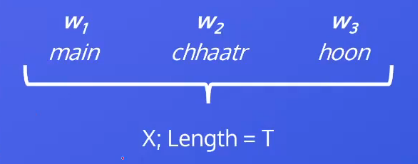 w₁ w₂ w₃
main chhaatr hoon
X; Length = T